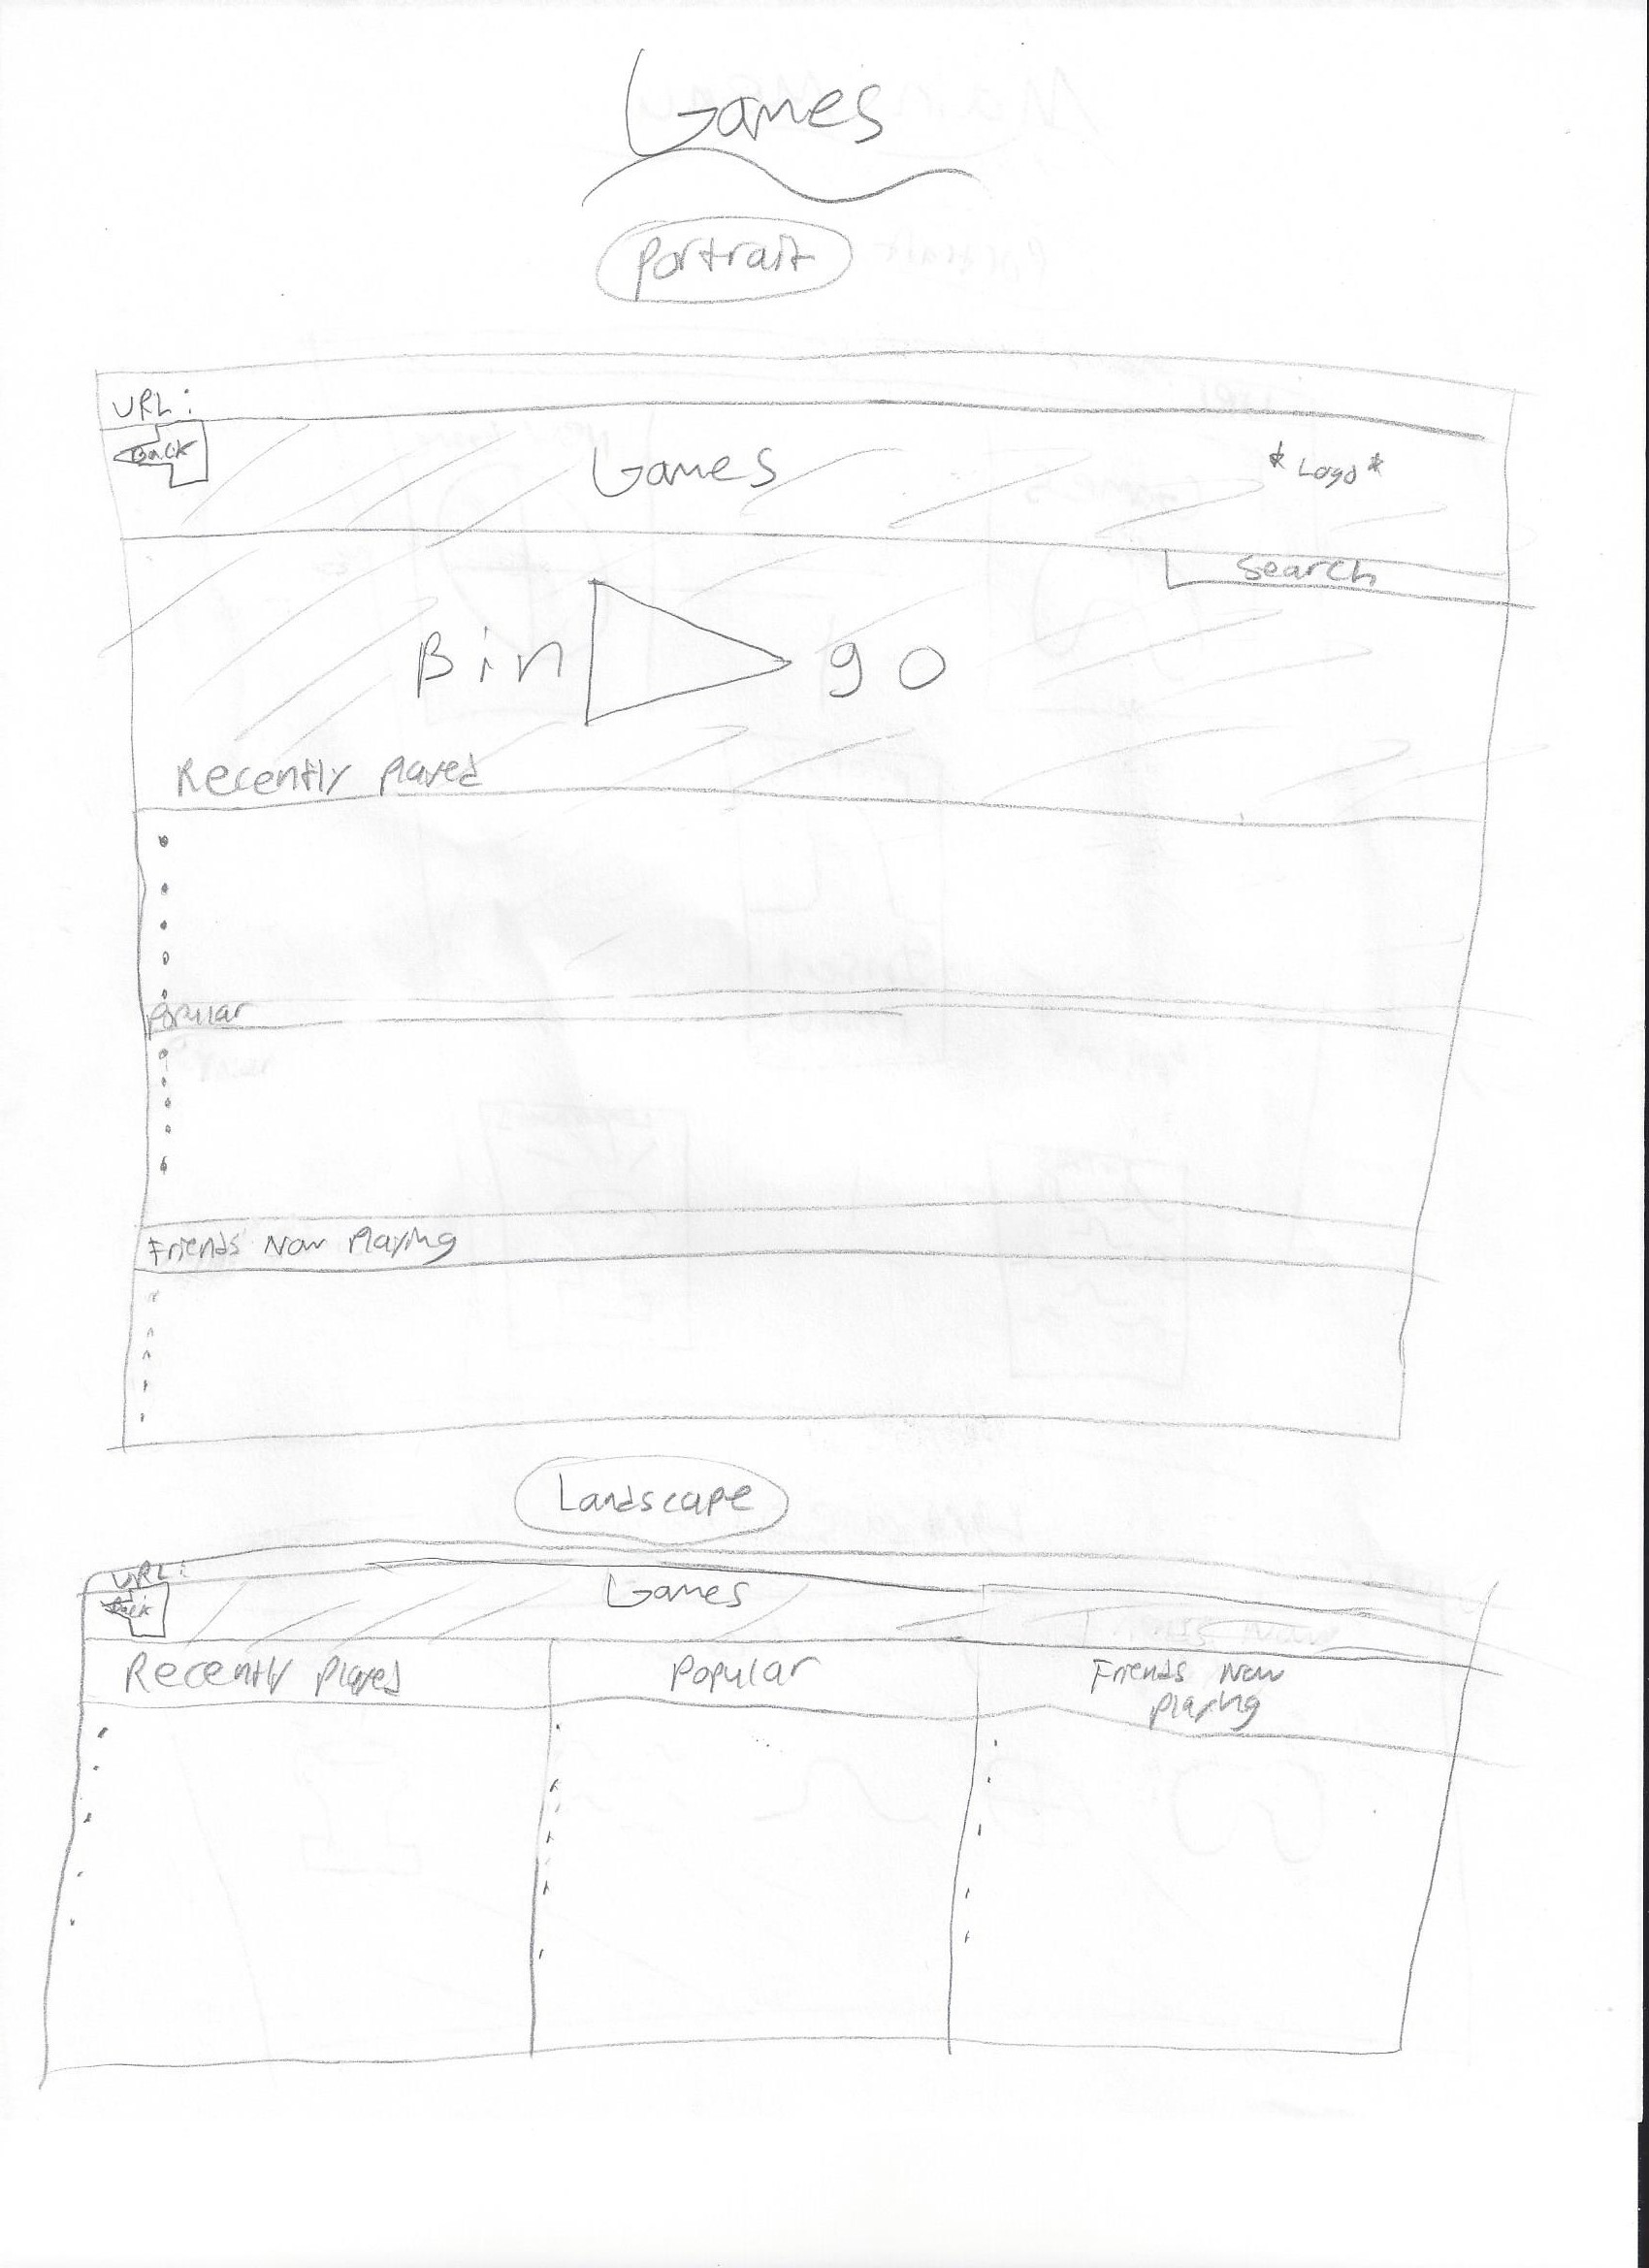 Games
Portrait
URL:
Back
Games
* Logo *
Search
Bin go
Recently Played
Popular
Friends Now Playing
Landscape
URL:
Back
Games
Recently Played
Popular
Friends Now
Playing